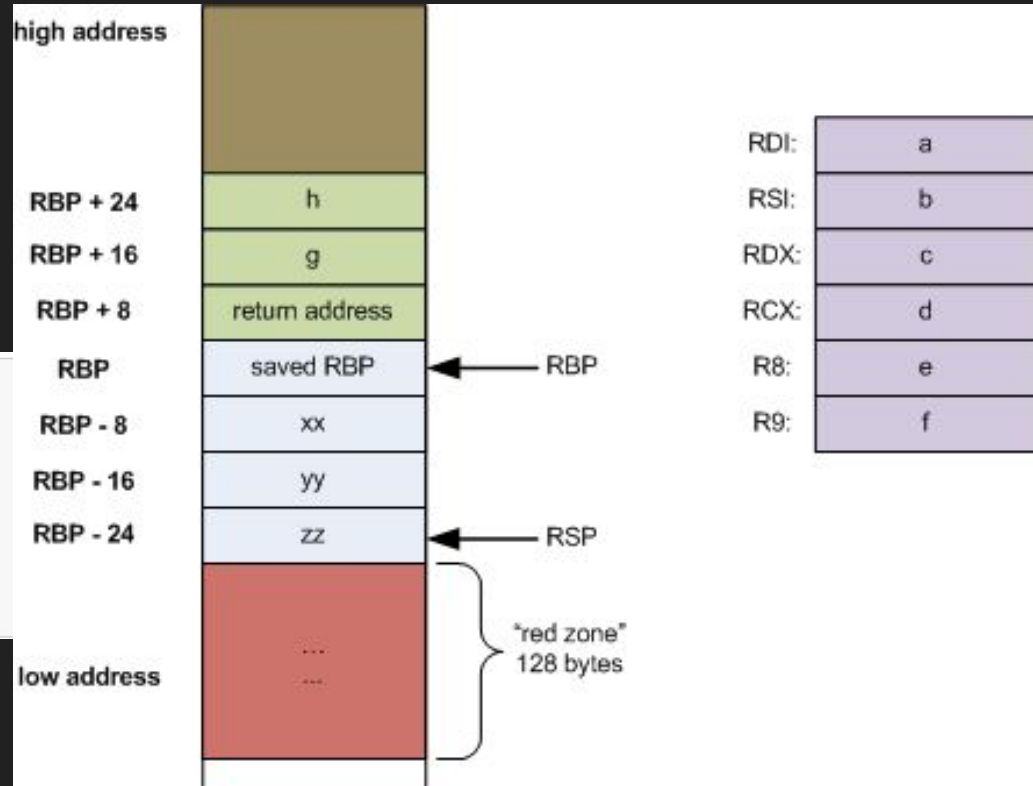 high address
RDI: a
RBP + 24 h RSI: b
RBP + 16 g RDX: c
RBP + 8 return address RCX: d
RBP saved RBP RBP R8: e
RBP - 8 xx R9: f
RBP - 16 yy
RBP - 24 zz RSP
"red zone"
... 128 bytes
low address ...